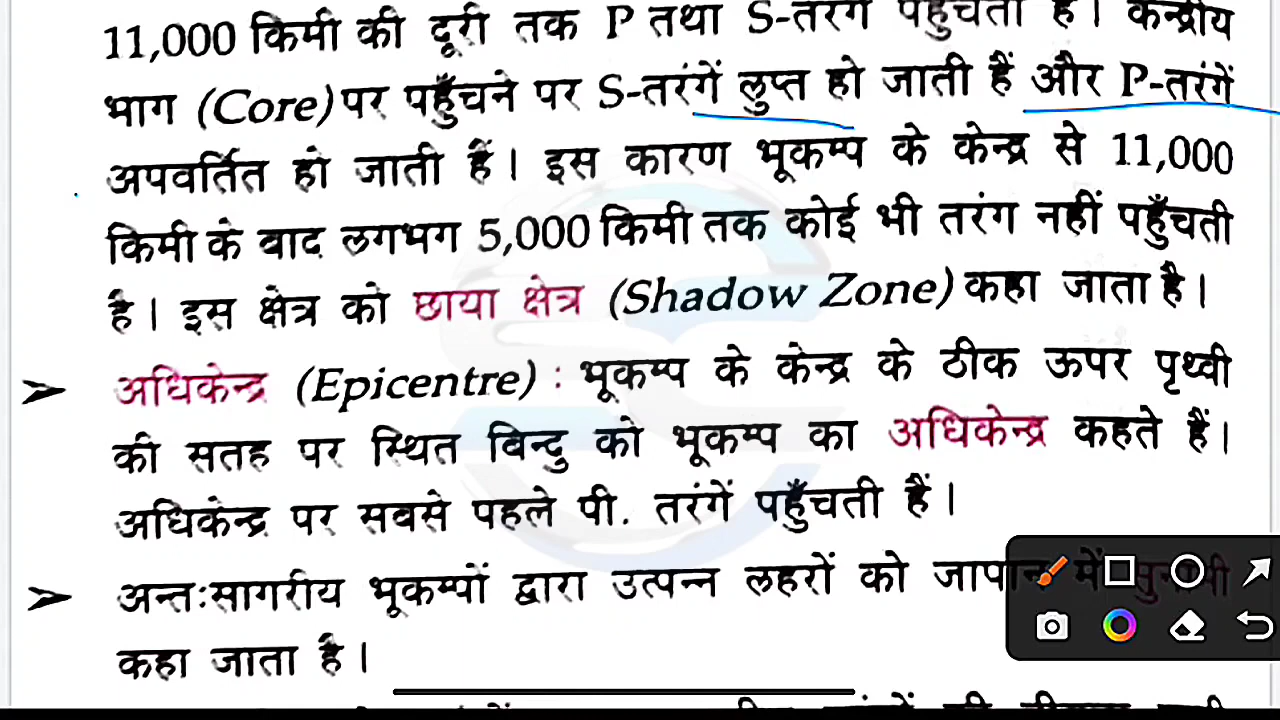 11,000 किमी की दूरी तक P तथा S-तरंगें पहुँचती हैं। केन्द्रीय
भाग (Core) पर पहुँचने पर S-तरंगें लुप्त हो जाती हैं और P-तरंगें
अपवर्तित हो जाती हैं। इस कारण भूकम्प के केन्द्र से 11,000
किमी के बाद लगभग 5,000 किमी तक कोई भी तरंग नहीं पहुँचती
है। इस क्षेत्र को छाया क्षेत्र (Shadow Zone) कहा जाता है।
➤ अधिकेन्द्र (Epicentre) : भूकम्प के केन्द्र के ठीक ऊपर पृथ्वी
की सतह पर स्थित बिन्दु को भूकम्प का अधिकेन्द्र कहते हैं।
अधिकेन्द्र पर सबसे पहले पी. तरंगें पहुँचती हैं।
➤ अन्तःसागरीय भूकम्पों द्वारा उत्पन्न लहरों को जापान में सुनामी
कहा जाता है।